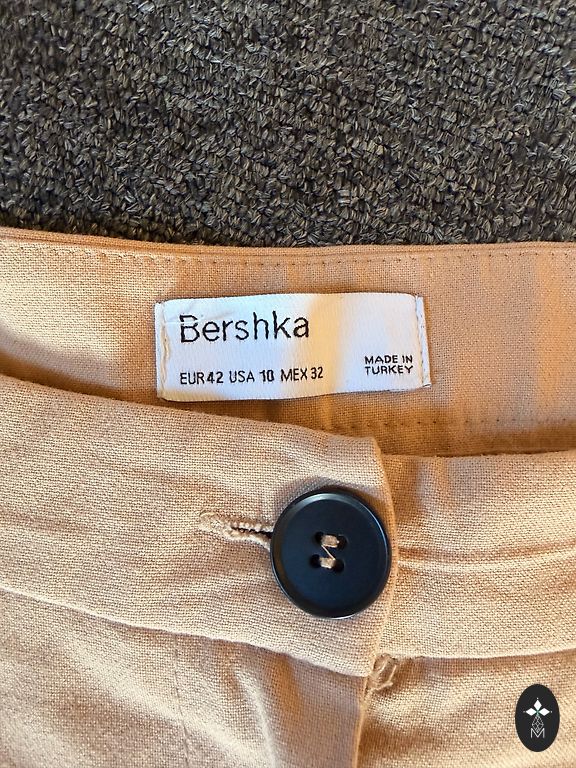 Bershka
EUR 42 USA 10 MEX 32
MADE IN
TURKEY